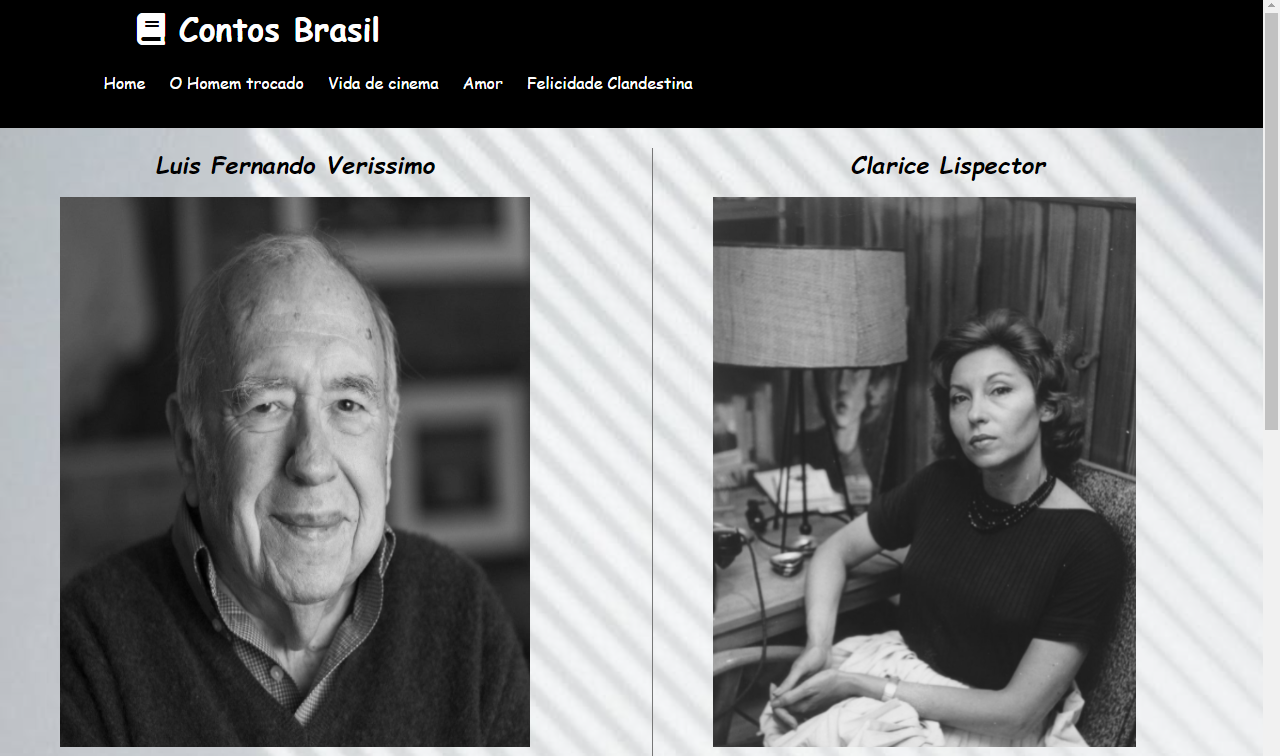 Contos Brasil
Home O Homem trocado Vida de cinema Amor Felicidade Clandestina
Luis Fernando Verissimo
Clarice Lispector